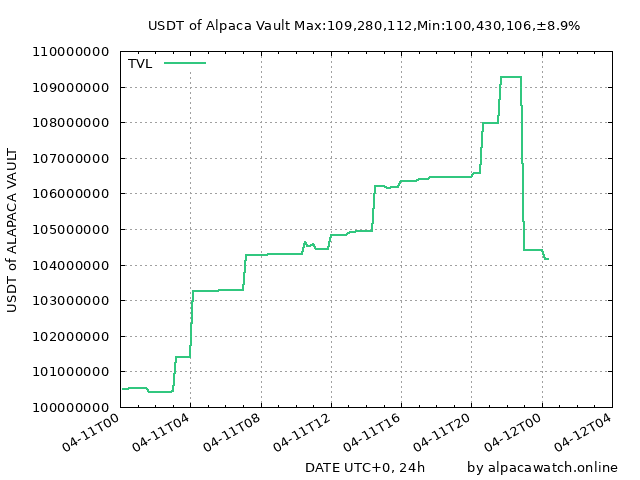 USDT of Alpaca Vault Max:109,280,112,Min:100,430,106,±8.9%
TVL
110000000
109000000
108000000
107000000
106000000
105000000
104000000
103000000
102000000
101000000
100000000
USDT of ALAPACA VAULT
04-11T00
04-11T04
04-11T08
04-11T12
04-11T16
04-11T20
04-12T00
04-12T04
DATE UTC+0, 24h
by alpacawatch.online